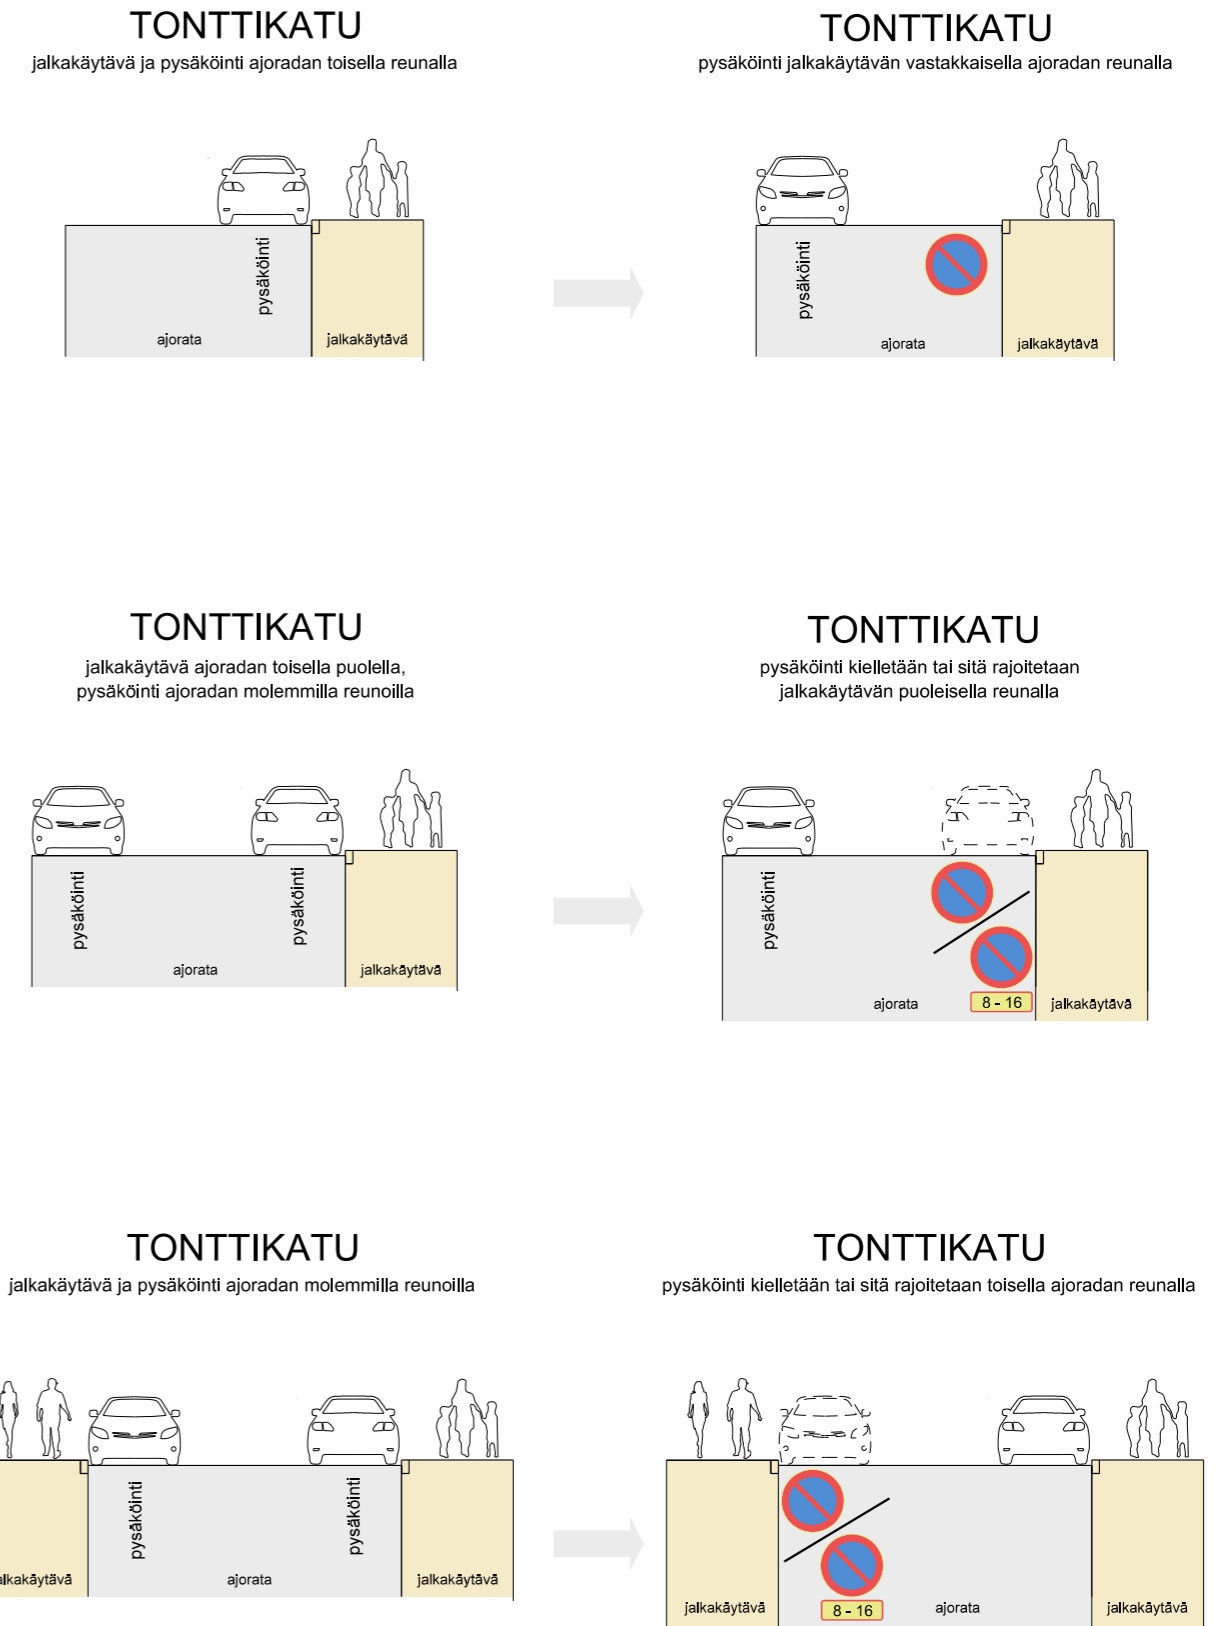 TONTTIKATU
jalkakäytävä ja pysäköinti ajoradan toisella reunalla
pysäköinti
ajorata
jalkakäytävä
TONTTIKATU
pysäköinti jalkakäytävän vastakkaisella ajoradan reunalla
pysäköinti
ajorata
jalkakäytävä
TONTTIKATU
jalkakäytävä ajoradan toisella puolella,
pysäköinti ajoradan molemmilla reunoilla
pysäköinti
pysäköinti
ajorata
jalkakäytävä
TONTTIKATU
pysäköinti kielletään tai sitä rajoitetaan
jalkakäytävän puoleisella reunalla
pysäköinti
ajorata
8 - 16
jalkakäytävä
TONTTIKATU
jalkakäytävä ja pysäköinti ajoradan molemmilla reunoilla
pysäköinti
pysäköinti
alkakäytävä
ajorata
jalkakäytävä
TONTTIKATU
pysäköinti kielletään tai sitä rajoitetaan toisella ajoradan reunalla
jalkakäytävä
8 - 16
ajorata
jalkakäytävä